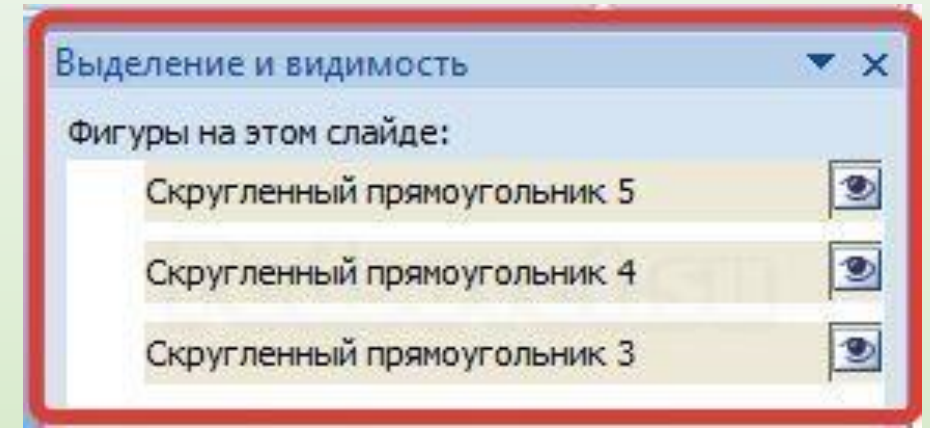 Выделение и видимость
Фигуры на этом слайде:
Скругленный прямоугольник 5
Скругленный прямоугольник 4
Скругленный прямоугольник 3